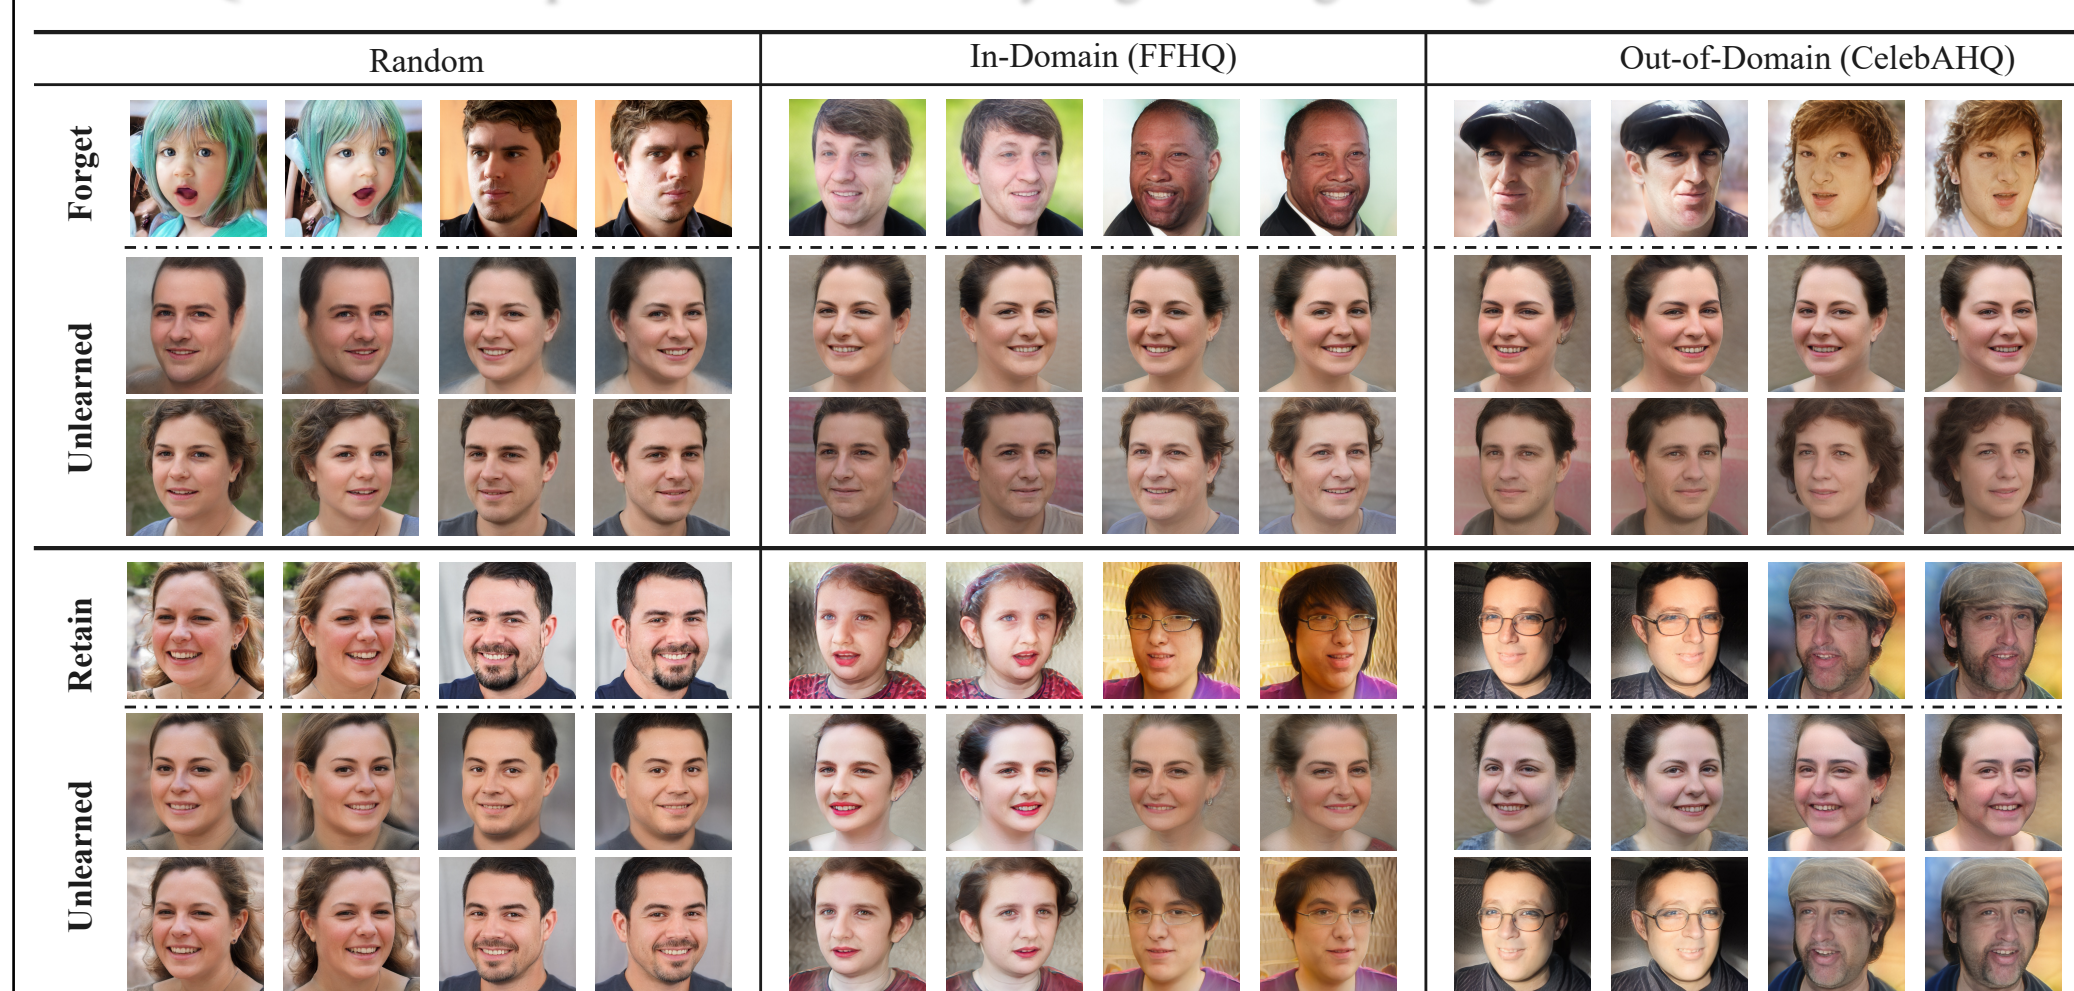 Random
In-Domain (FFHQ)
Out-of-Domain (CelebAHQ)
Forget
Unlearned
Retain
Unlearned